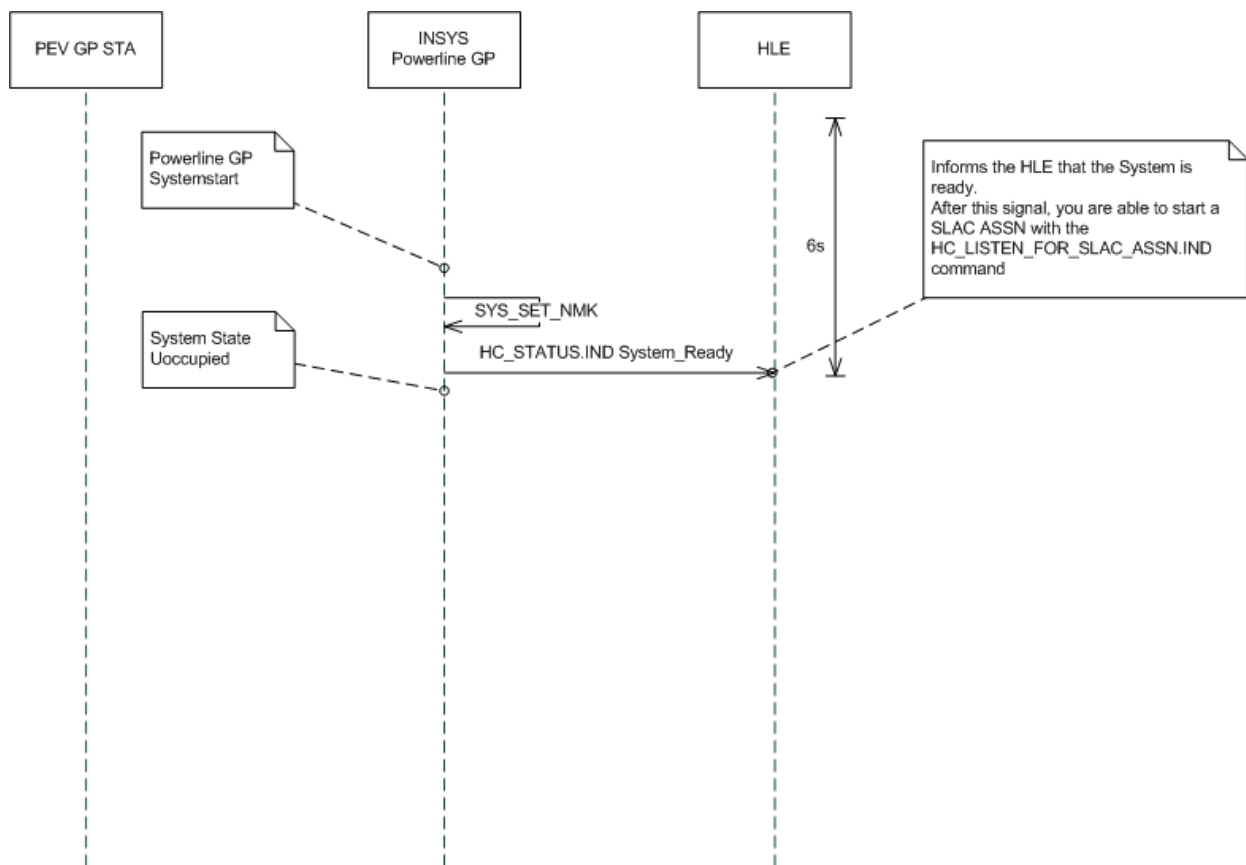 PEV GP STA
INSYS
Powerline GP
HLE
Powerline GP
Systemstart
Informs the HLE that the System is
ready.
After this signal, you are able to start a
SLAC ASSN with the
HC_LISTEN_FOR_SLAC_ASSN.IND
command
6s
SYS_SET_NMK
System State
Uoccupied
HC_STATUS.IND System_Ready